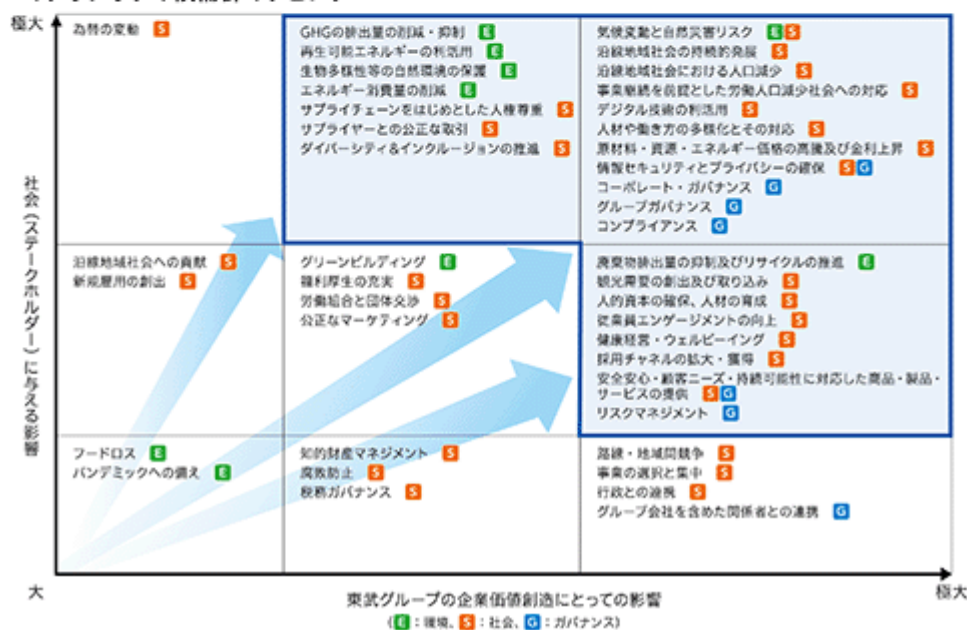 極大
為替の変動 S
GHGの排出量の削減・抑制 E
再生可能エネルギーの利活用 E
生物多様性等の自然環境の保護 E
エネルギー消費量の削減 E
サプライチェーンをはじめとした人権尊重 S
サプライヤーとの公正な取引 S
ダイバーシティ&インクルージョンの推進 S
気候変動と自然災害リスク E S
沿線地域社会の持続的発展 S
沿線地域社会における人口減少 S
事業継続を前提とした労働人口減少社会への対応 S
デジタル技術の利活用 S
人材や働き方の多様化とその対応 S
原材料・資源・エネルギー価格の高騰及び金利上昇 S
情報セキュリティとプライバシーの確保 S G
コーポレート・ガバナンス G
グループガバナンス G
コンプライアンス G
社会(ステークホルダー)に与える影響
沿線地域社会への貢献 S
新規雇用の創出 S
グリーンビルディング E
福利厚生の充実 S
労働組合と団体交渉 S
公正なマーケティング S
廃棄物排出量の抑制及びリサイクルの推進 E
観光需要の創出及び取り込み S
人的資本の確保、人材の育成 S
従業員エンゲージメントの向上 S
健康経営・ウェルビーイング S
採用チャネルの拡大・獲得 S
安全安心・顧客ニーズ・持続可能性に対応した商品・製品・
サービスの提供 S G
リスクマネジメント G
フードロス E
パンデミックへの備え E
知的財産マネジメント S
腐敗防止 S
税務ガバナンス S
路線・地域間競争 S
事業の選択と集中 S
行政との連携 S
グループ会社を含めた関係者との連携 G
大
東武グループの企業価値創造にとっての影響
極大
(E:環境、S:社会、G:ガバナンス)